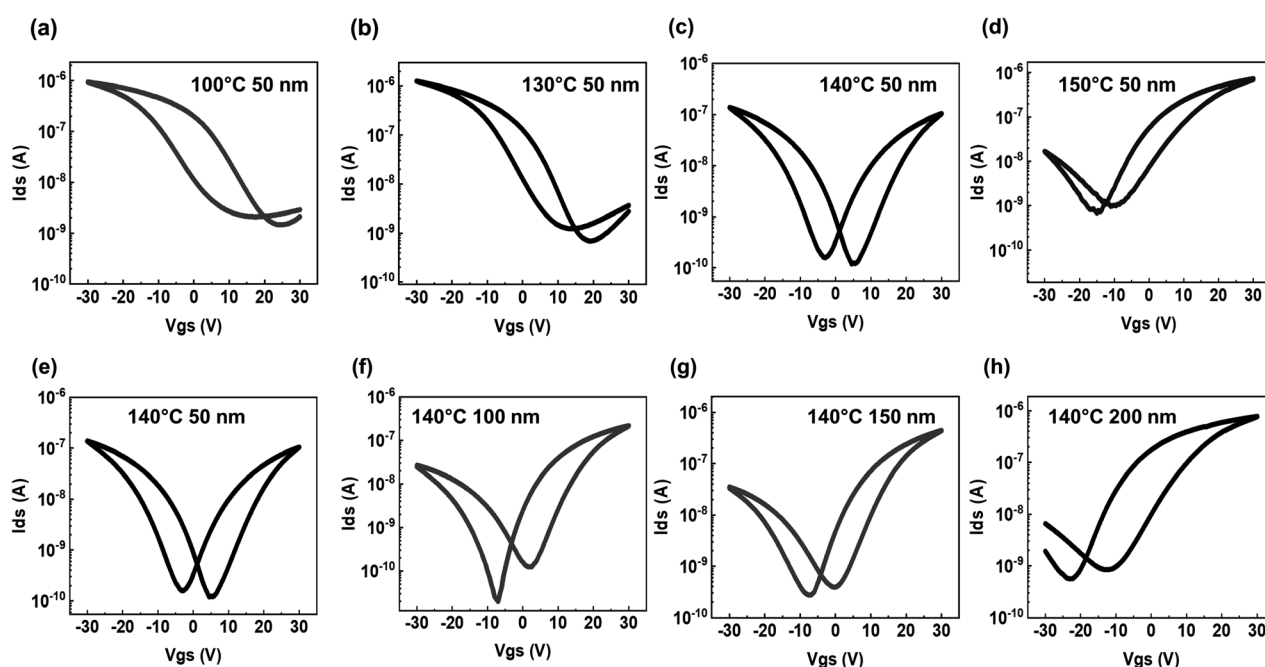 (a)
100°C 50 nm
Ids (A)
10⁻⁶
10⁻⁷
10⁻⁸
10⁻⁹
10⁻¹⁰
-30 -20 -10 0 10 20 30
Vgs (V)
(b)
130°C 50 nm
Ids (A)
10⁻⁶
10⁻⁷
10⁻⁸
10⁻⁹
10⁻¹⁰
-30 -20 -10 0 10 20 30
Vgs (V)
(c)
140°C 50 nm
Ids (A)
10⁻⁶
10⁻⁷
10⁻⁸
10⁻⁹
10⁻¹⁰
-30 -20 -10 0 10 20 30
Vgs (V)
(d)
150°C 50 nm
Ids (A)
10⁻⁶
10⁻⁷
10⁻⁸
10⁻⁹
10⁻¹⁰
-30 -20 -10 0 10 20 30
Vgs (V)
(e)
140°C 50 nm
Ids (A)
10⁻⁶
10⁻⁷
10⁻⁸
10⁻⁹
10⁻¹⁰
-30 -20 -10 0 10 20 30
Vgs (V)
(f)
140°C 100 nm
Ids (A)
10⁻⁶
10⁻⁷
10⁻⁸
10⁻⁹
10⁻¹⁰
-30 -20 -10 0 10 20 30
Vgs (V)
(g)
140°C 150 nm
Ids (A)
10⁻⁶
10⁻⁷
10⁻⁸
10⁻⁹
10⁻¹⁰
-30 -20 -10 0 10 20 30
Vgs (V)
(h)
140°C 200 nm
Ids (A)
10⁻⁶
10⁻⁷
10⁻⁸
10⁻⁹
10⁻¹⁰
-30 -20 -10 0 10 20 30
Vgs (V)